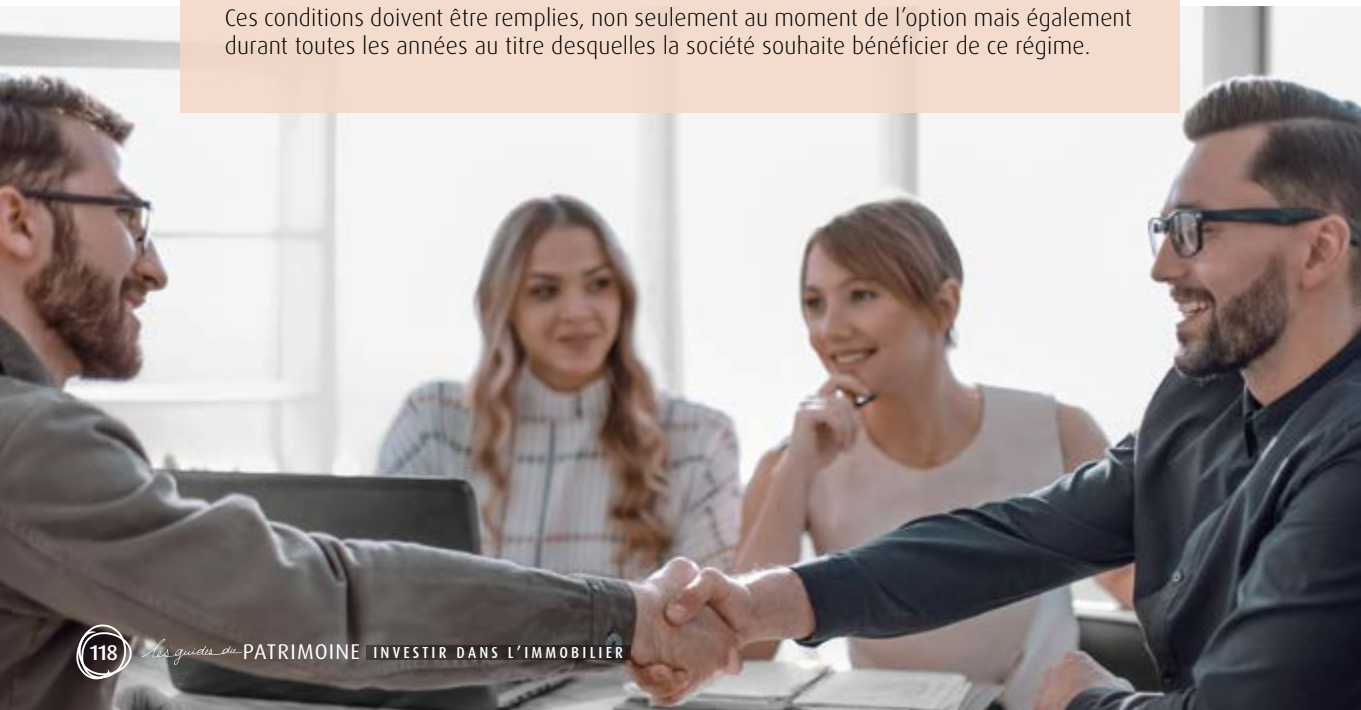 Ces conditions doivent être remplies, non seulement au moment de l’option mais également
durant toutes les années au titre desquelles la société souhaite bénéficier de ce régime.
118 Les guides du PATRIMOINE INVESTIR DANS L’IMMOBILIER